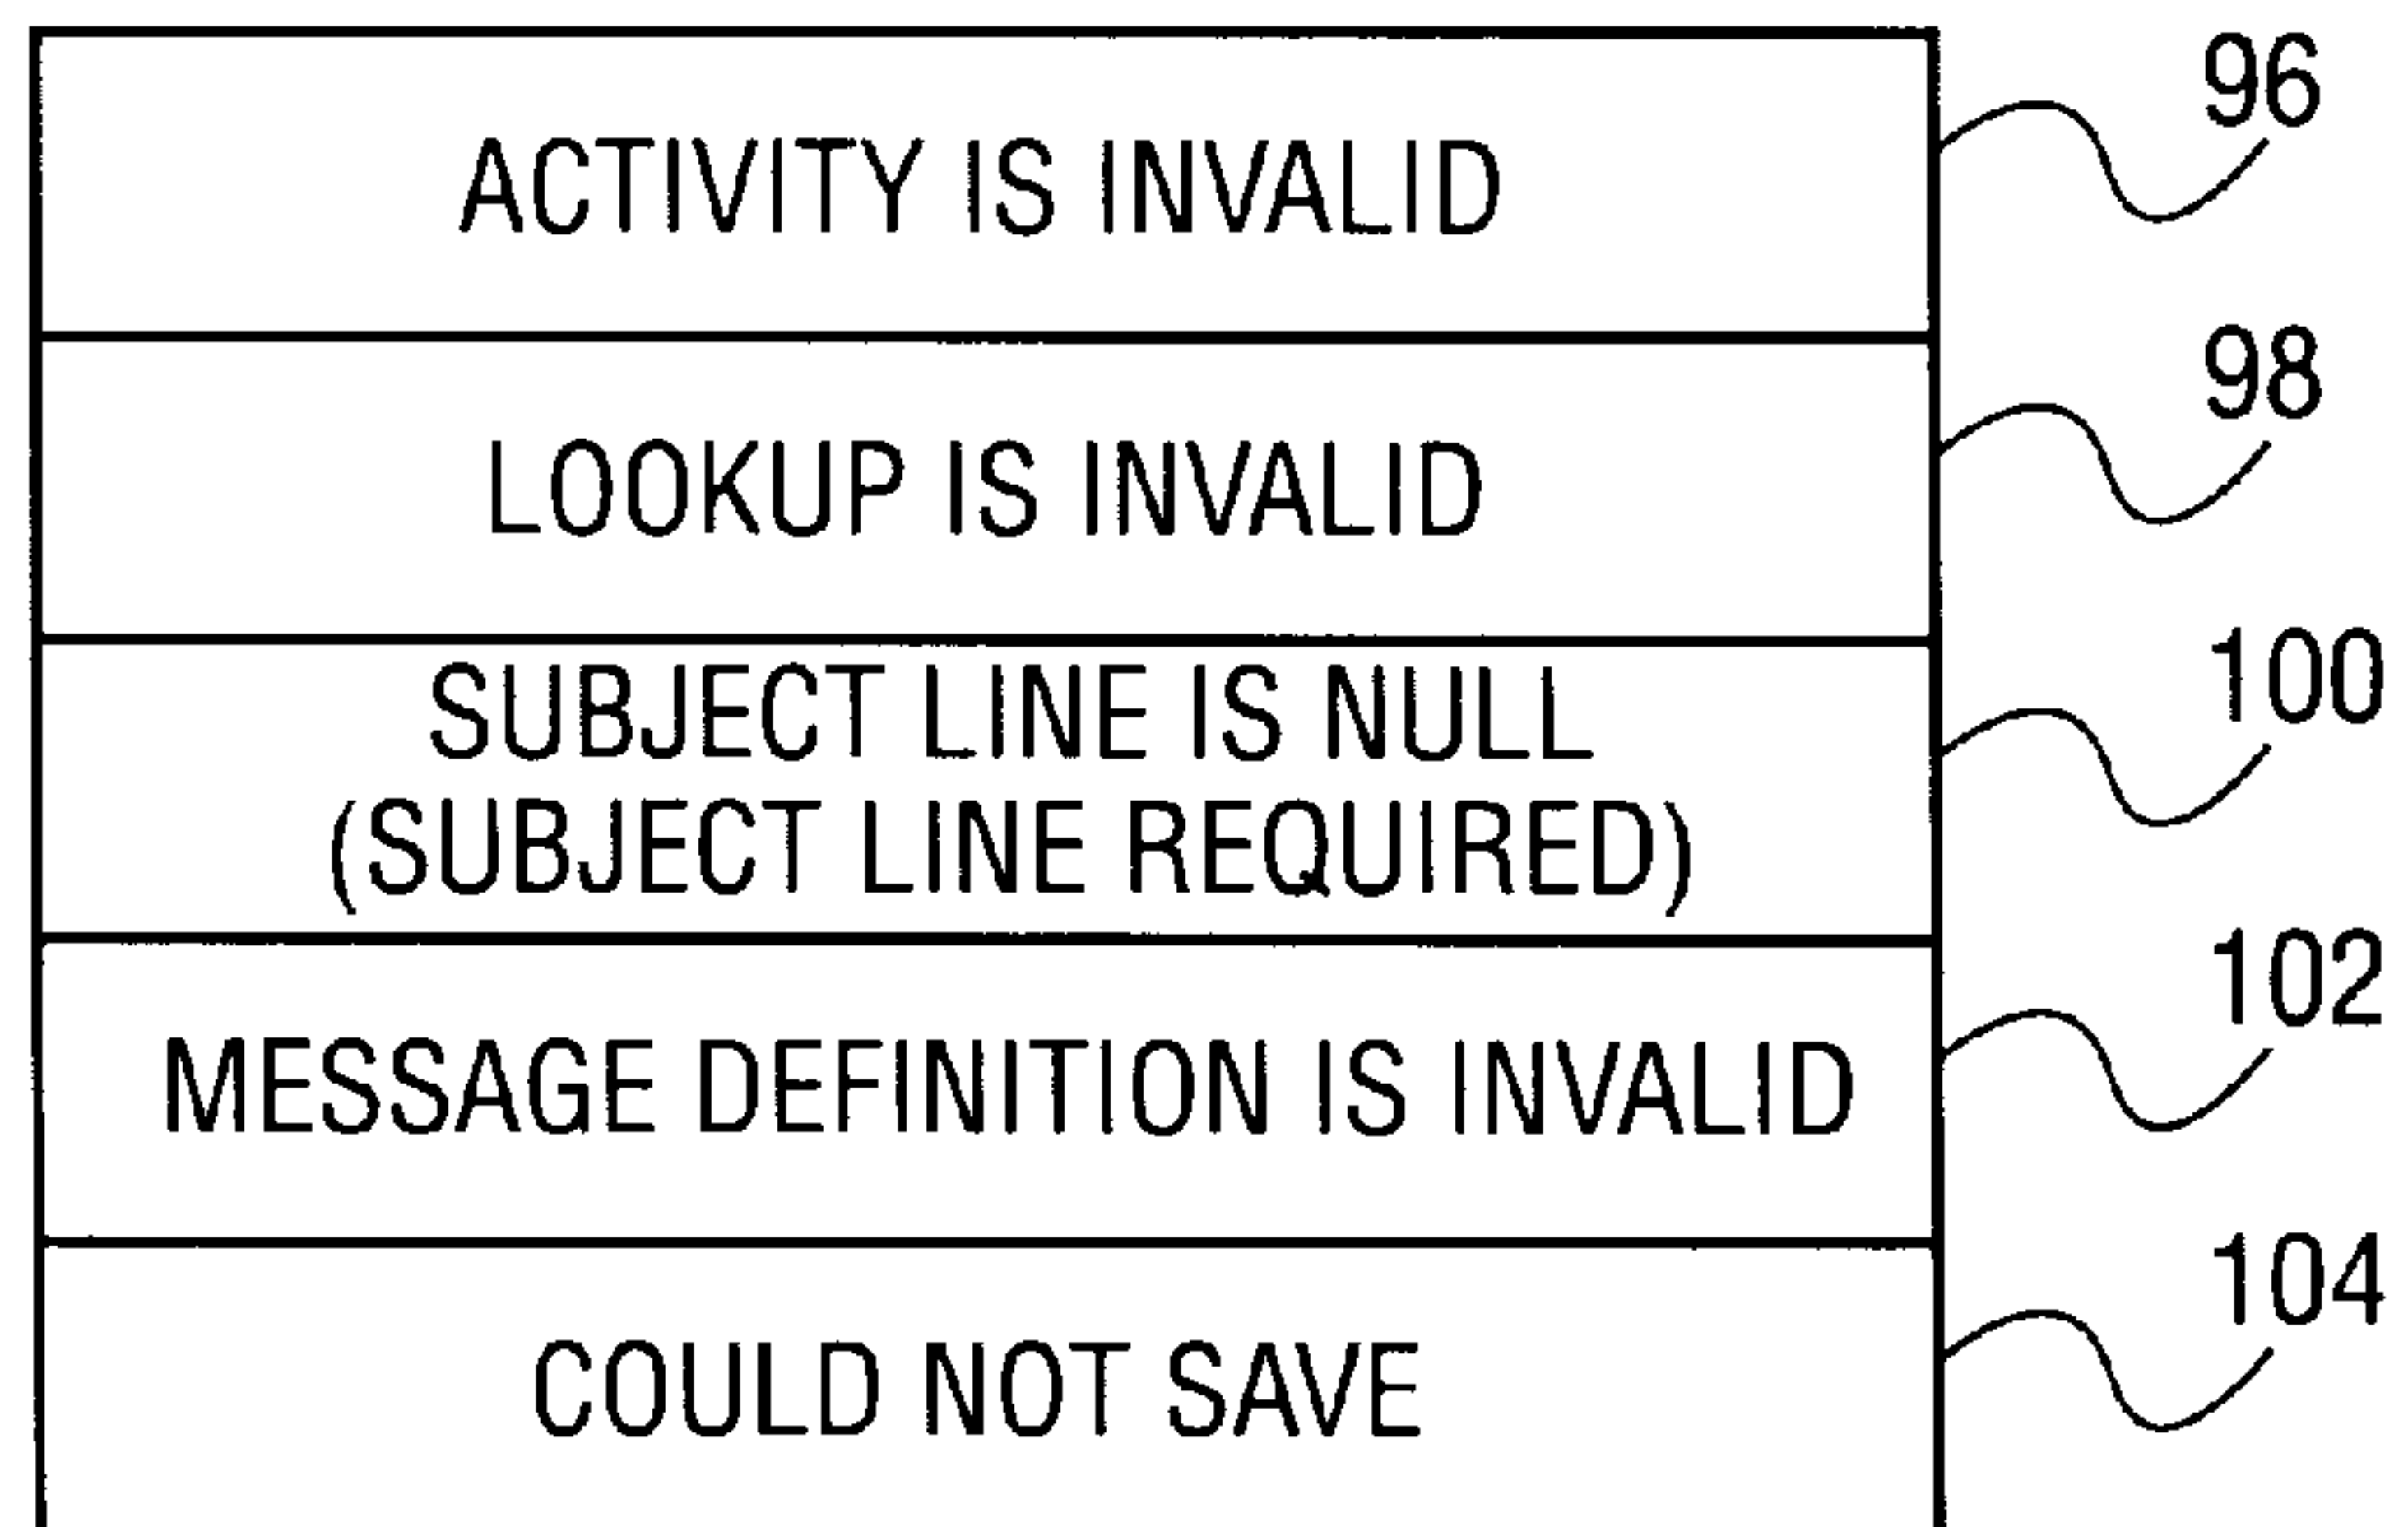 96
ACTIVITY IS INVALID
98
LOOKUP IS INVALID
100
SUBJECT LINE IS NULL
(SUBJECT LINE REQUIRED)
102
MESSAGE DEFINITION IS INVALID
104
COULD NOT SAVE